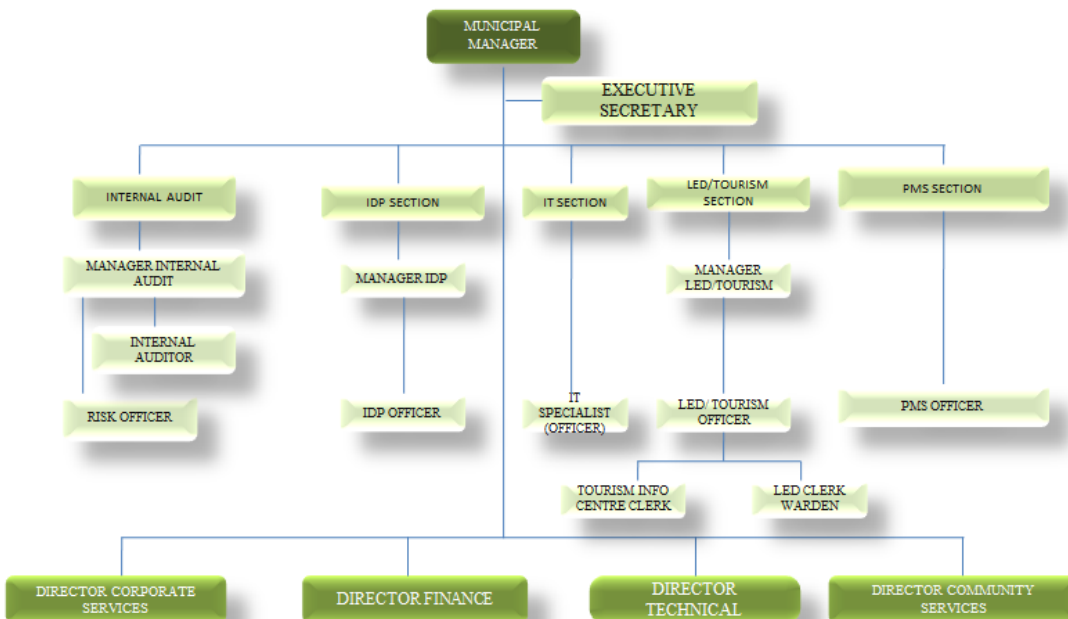 MUNICIPAL
MANAGER
EXECUTIVE
SECRETARY
INTERNAL AUDIT
IDP SECTION
IT SECTION
LED/TOURISM
SECTION
PMS SECTION
MANAGER INTERNAL
AUDIT
MANAGER IDP
MANAGER
LED/TOURISM
INTERNAL
AUDITOR
RISK OFFICER
IDP OFFICER
IT
SPECIALIST
(OFFICER)
LED/ TOURISM
OFFICER
PMS OFFICER
TOURISM INFO
CENTRE CLERK
LED CLERK
WARDEN
DIRECTOR CORPORATE
SERVICES
DIRECTOR FINANCE
DIRECTOR
TECHNICAL
DIRECTOR COMMUNITY
SERVICES